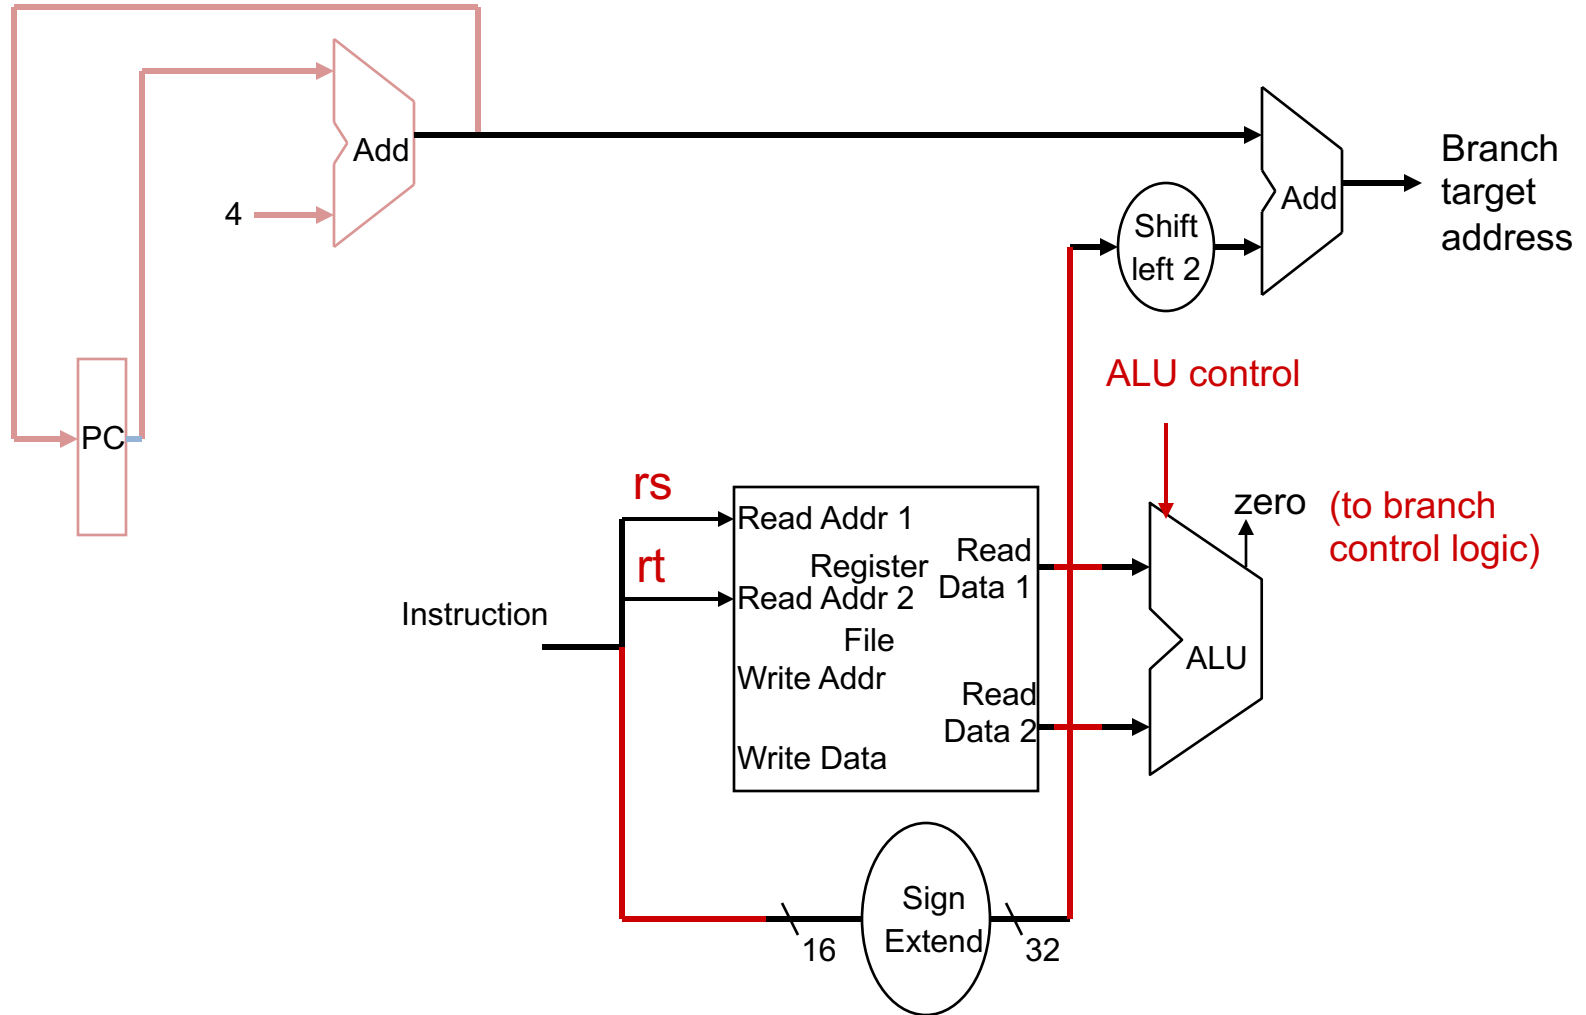 Add
4
PC
Shift
left 2
Add
Branch
target
address
ALU control
rs
rt
Instruction
Read Addr 1
Register
Read Addr 2
File
Write Addr
Write Data
Read
Data 1
Read
Data 2
zero
(to branch
control logic)
ALU
Sign
Extend
16
32